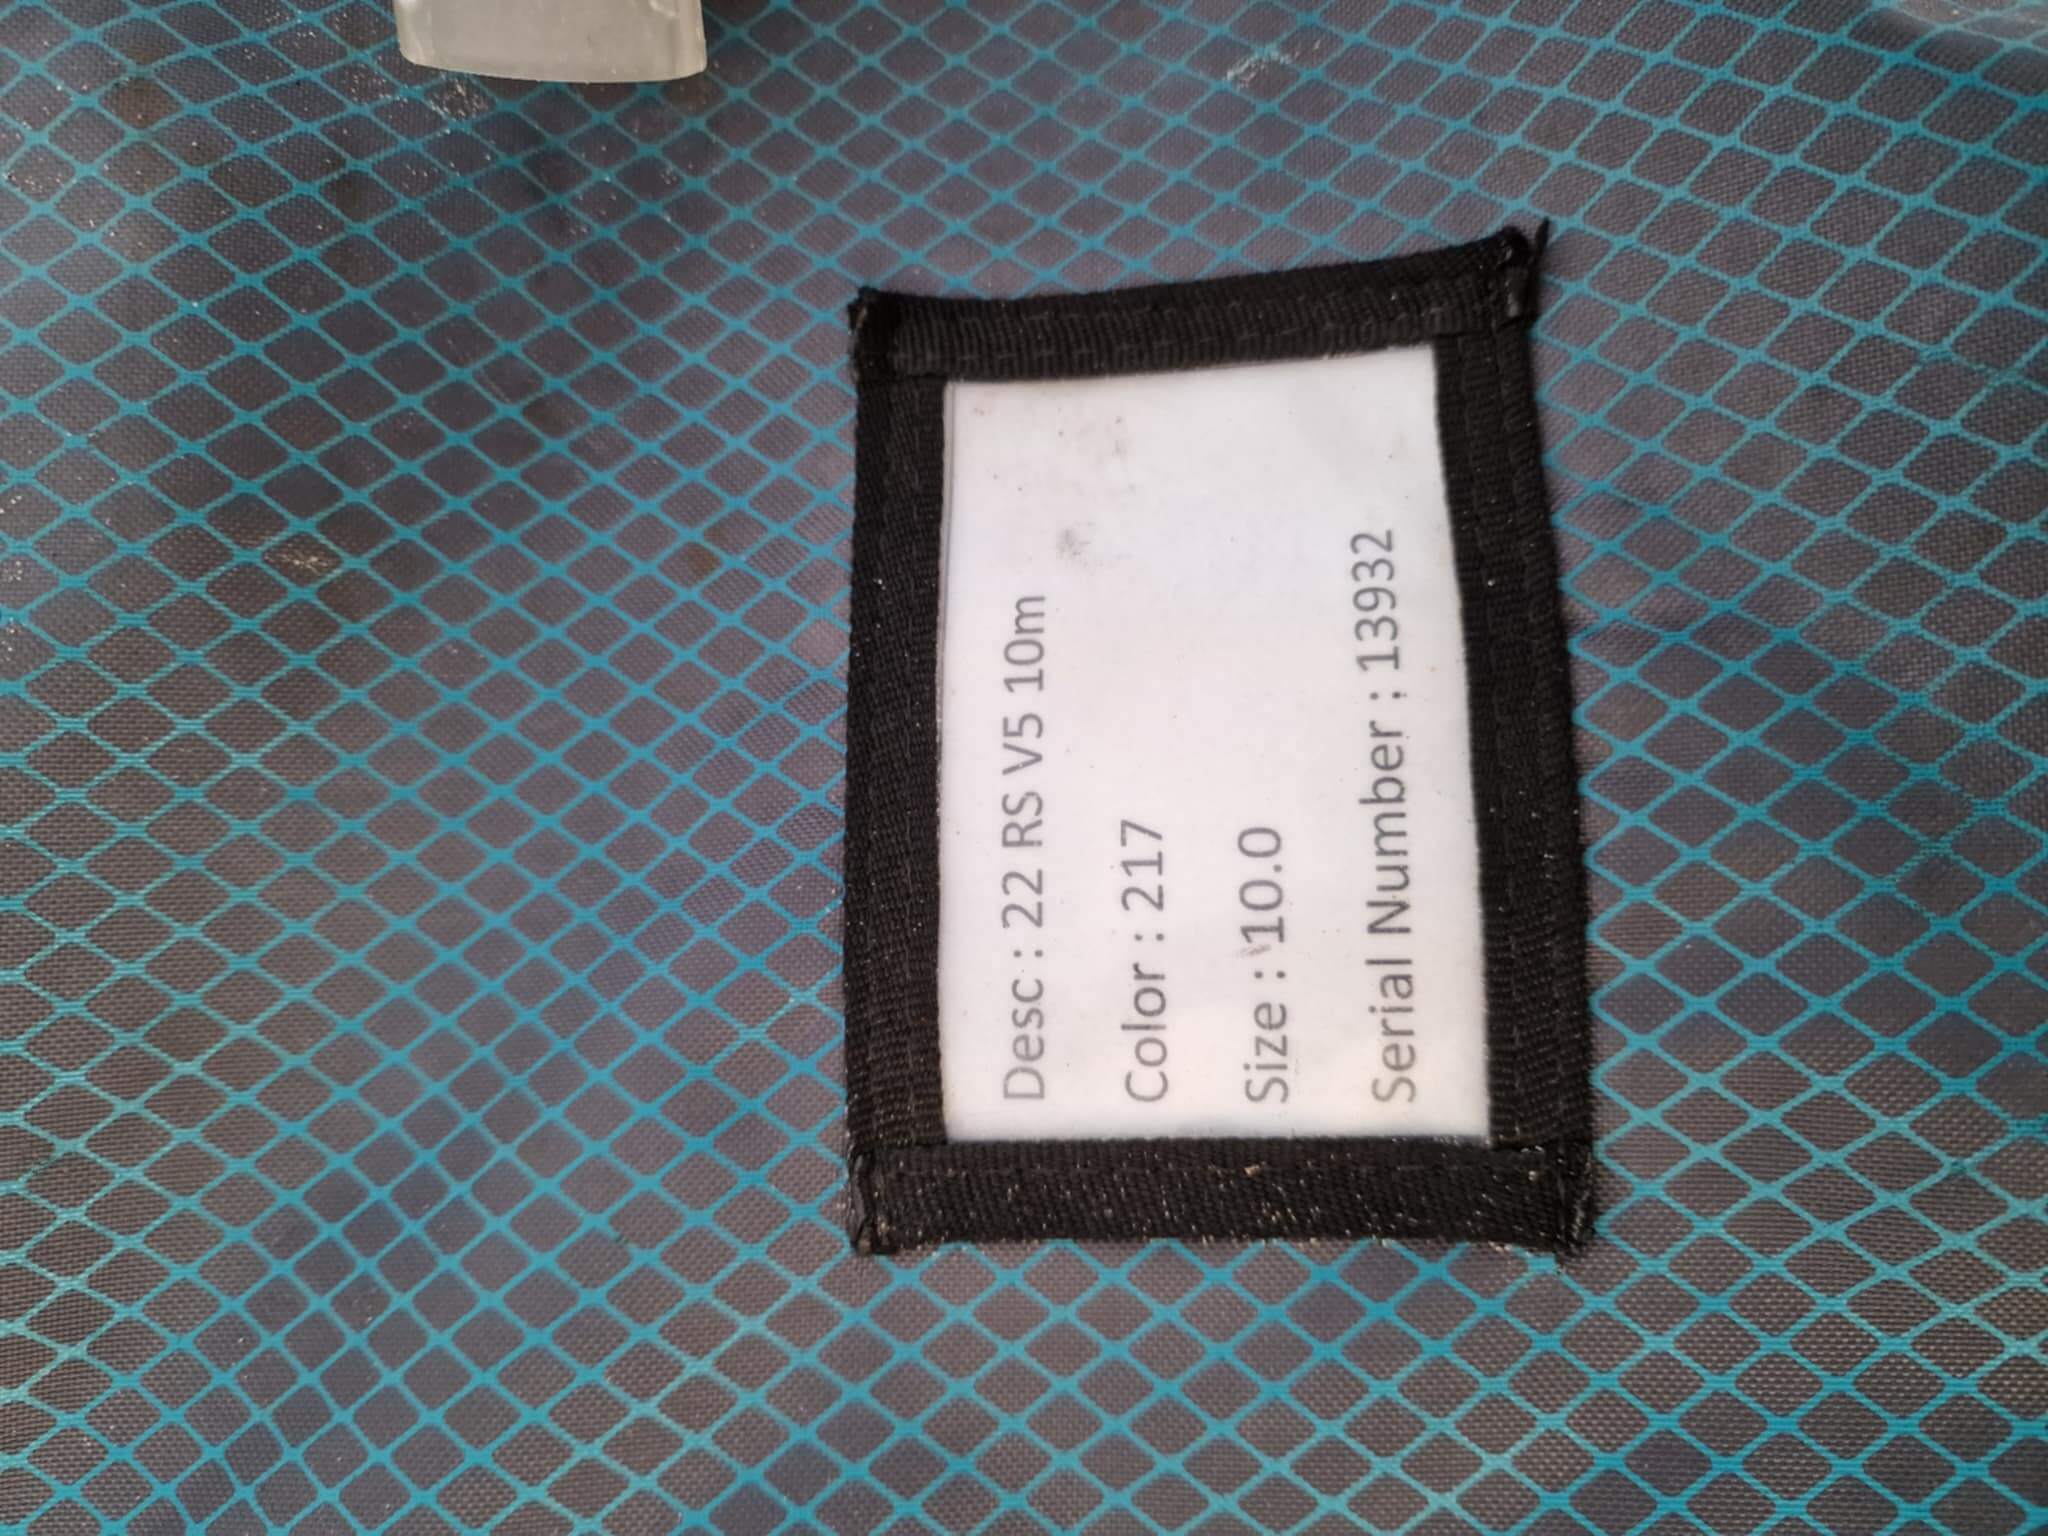 Desc : 22 RS V5 10m
Color : 217
Size : 10.0
Serial Number : 13932